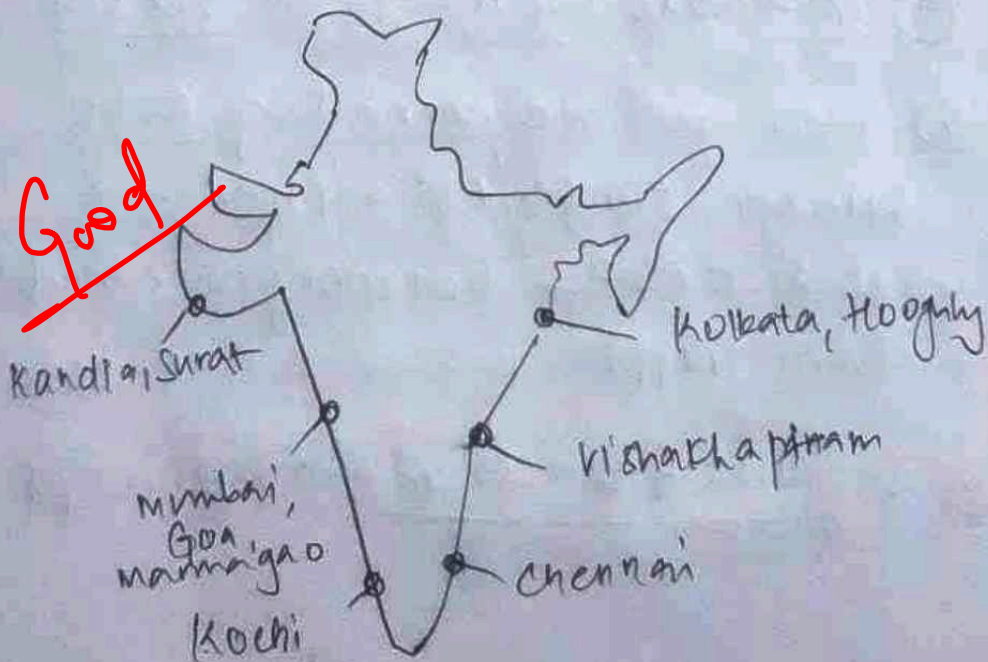 Good
Kandla, Surat
Kolkata, Hooghly
Vishakhapatnam
Mumbai,
Goa
Marmagao
Chennai
Kochi